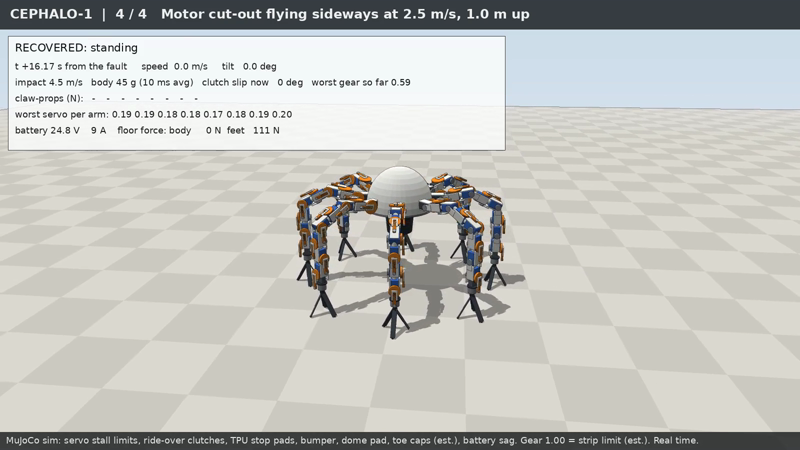 CEPHALO-1 | 4 / 4 Motor cut-out flying sideways at 2.5 m/s, 1.0 m up
RECOVERED: standing
t +16.17 s from the fault speed 0.0 m/s tilt 0.0 deg
impact 4.5 m/s body 45 g (10 ms avg) clutch slip now 0 deg worst gear so far 0.59
claw-props (N): - - - - - - - -
worst servo per arm: 0.19 0.19 0.18 0.18 0.17 0.18 0.19 0.20
battery 24.8 V 9 A floor force: body 0 N feet 111 N
MuJoCo sim: servo stall limits, ride-over clutches, TPU stop pads, bumper, dome pad, toe caps (est.), battery sag. Gear 1.00 = strip limit (est.). Real time.